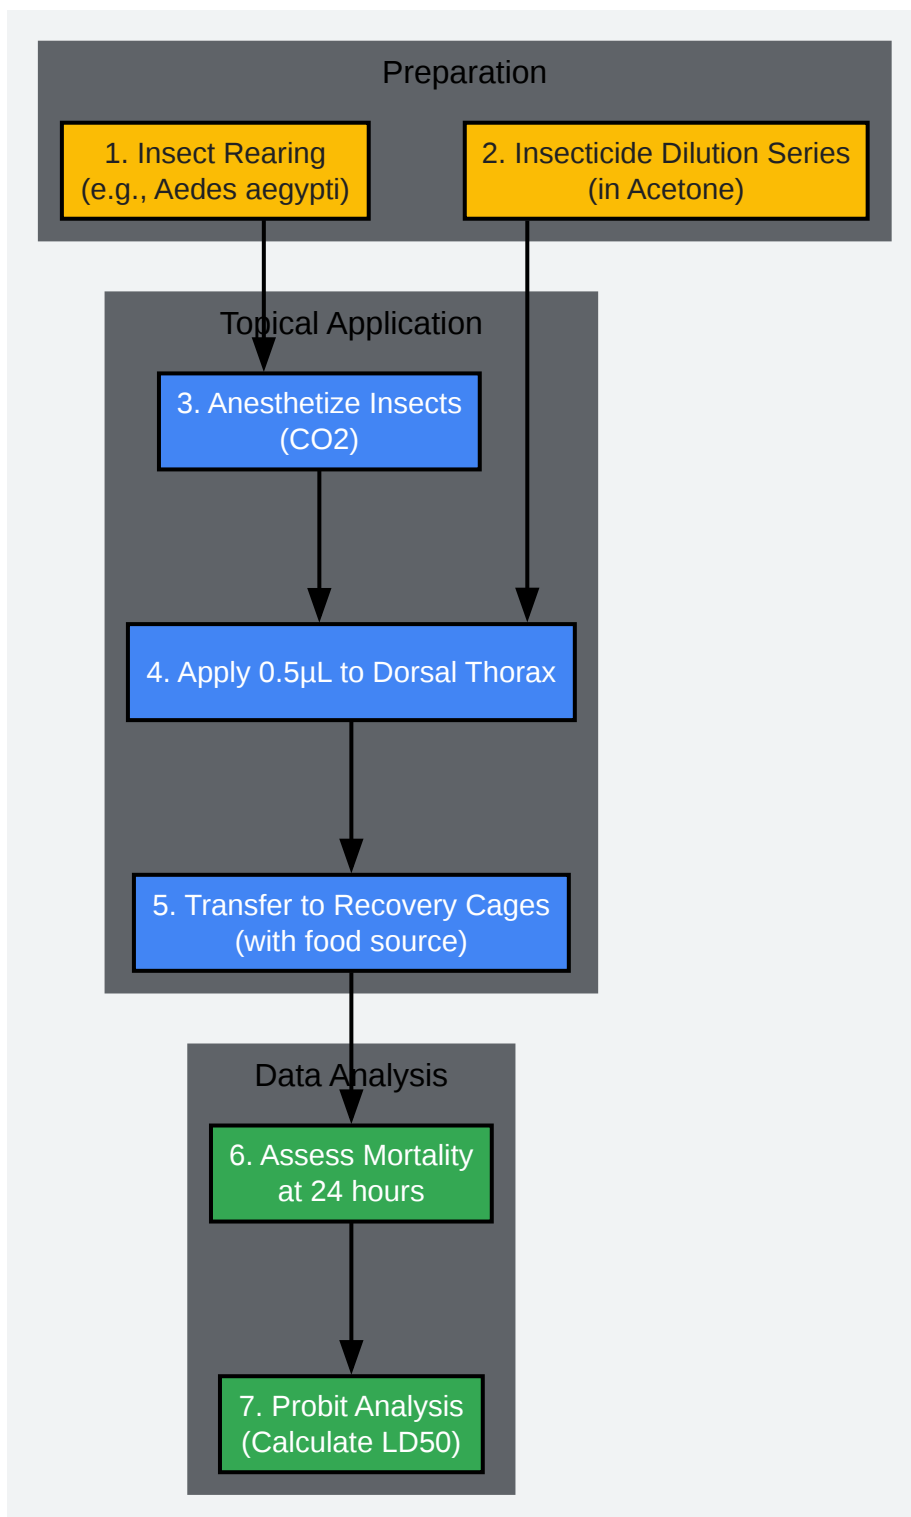 Preparation
1. Insect Rearing
(e.g., Aedes aegypti)
2. Insecticide Dilution Series
(in Acetone)
Topical Application
3. Anesthetize Insects
(CO2)
4. Apply 0.5µL to Dorsal Thorax
5. Transfer to Recovery Cages
(with food source)
Data Analysis
6. Assess Mortality
at 24 hours
7. Probit Analysis
(Calculate LD50)